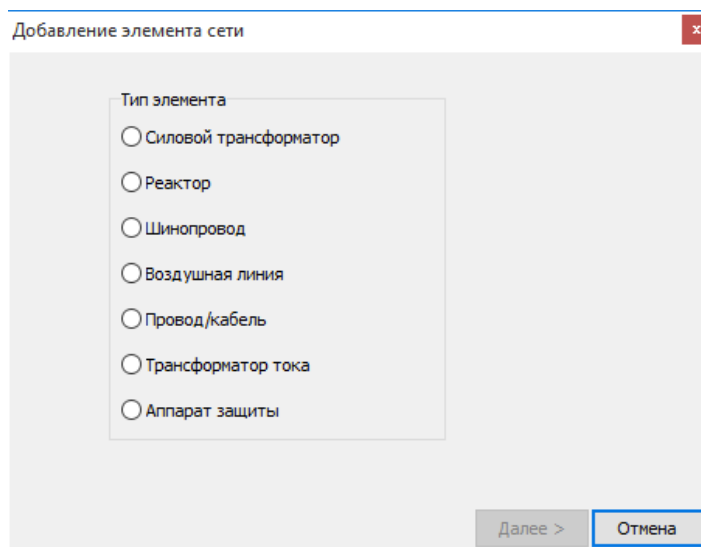 Добавление элемента сети
x
Тип элемента
Силовой трансформатор
Реактор
Шинопровод
Воздушная линия
Провод/кабель
Трансформатор тока
Аппарат защиты
Далее >
Отмена